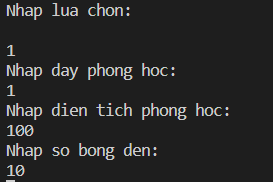 Nhap lua chon:
1
Nhap day phong hoc:
1
Nhap dien tich phong hoc:
100
Nhap so bong den:
10